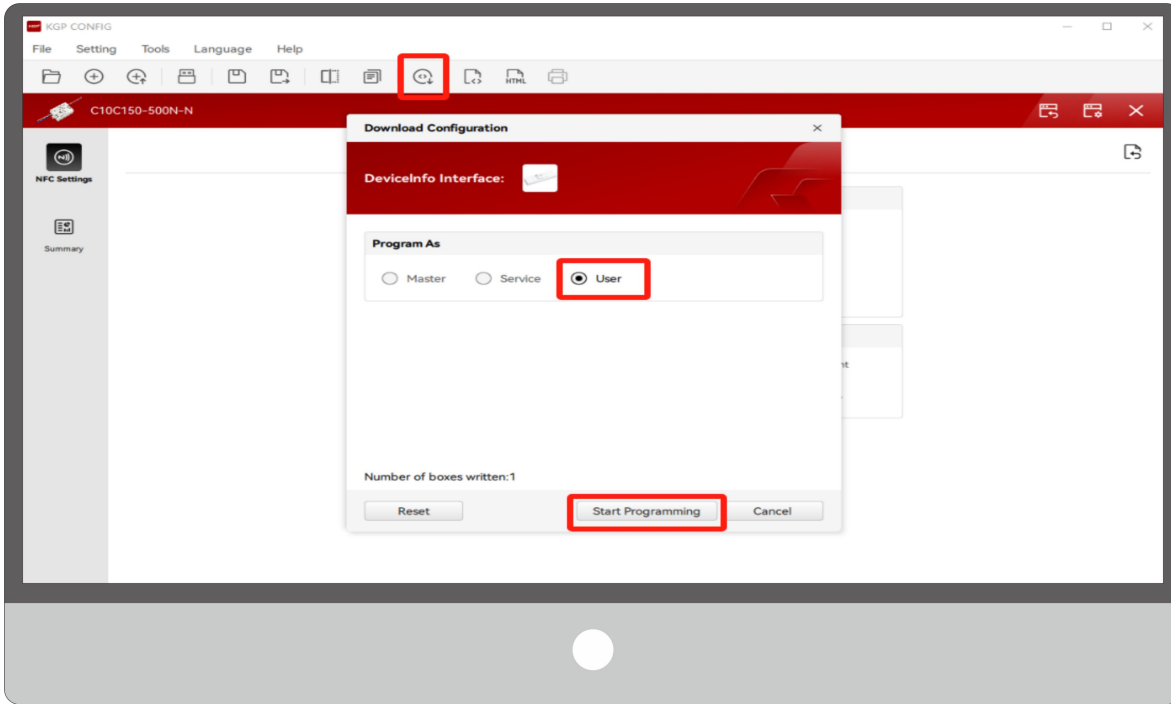 KGP CONFIG
File Setting Tools Language Help
HTML
C10C150-500N-N
Download Configuration
NFC Settings
DeviceInfo Interface:
Summary
Program As
Master Service User
nt
Number of boxes written:1
Reset Start Programming Cancel